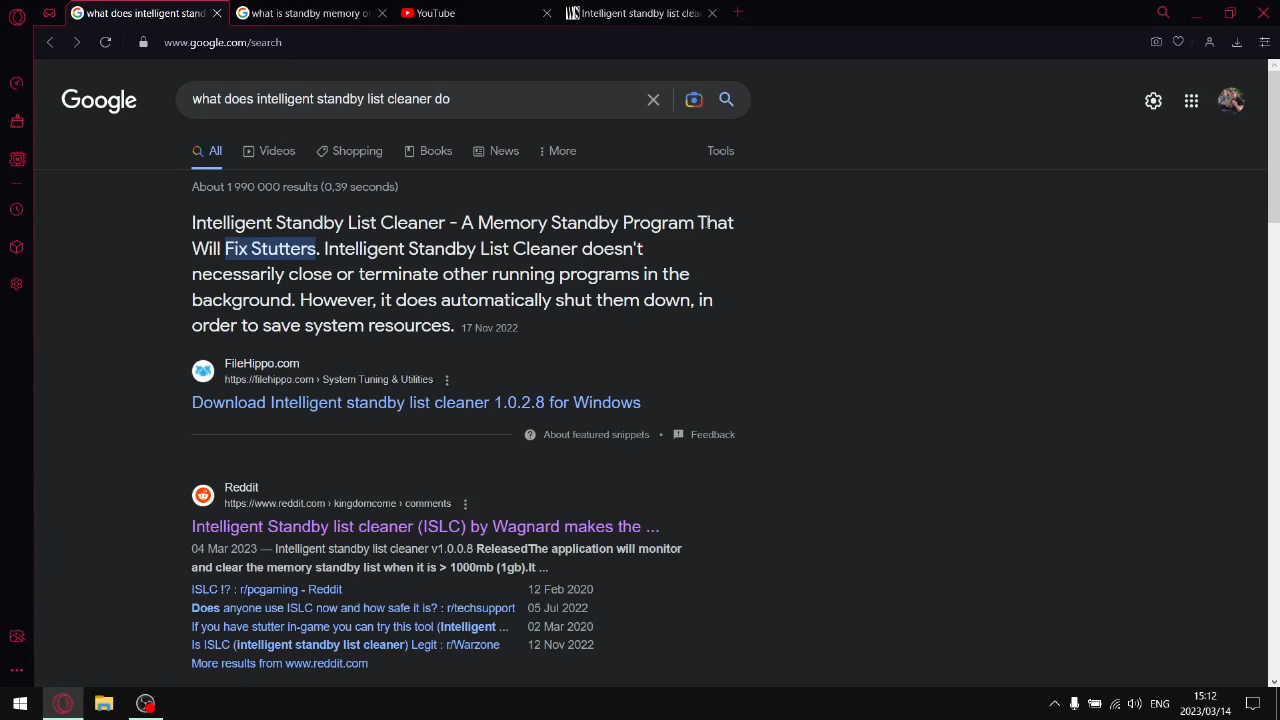 what does intelligent stand
what is standby memory or
YouTube
Intelligent standby list clea
www.google.com/search
Google
what does intelligent standby list cleaner do
All
Videos
Shopping
Books
News
More
Tools
About 1 990 000 results (0,39 seconds)
Intelligent Standby List Cleaner - A Memory Standby Program That
Will Fix Stutters. Intelligent Standby List Cleaner doesn't
necessarily close or terminate other running programs in the
background. However, it does automatically shut them down, in
order to save system resources. 17 Nov 2022
FileHippo.com
https://filehippo.com › System Tuning & Utilities
Download Intelligent standby list cleaner 1.0.2.8 for Windows
About featured snippets • Feedback
Reddit
https://www.reddit.com › kingdomcome › comments
Intelligent Standby list cleaner (ISLC) by Wagnard makes the ...
04 Mar 2023 — Intelligent standby list cleaner v1.0.0.8 ReleasedThe application will monitor
and clear the memory standby list when it is > 1000mb (1gb).It ...
ISLC !? : r/pcgaming - Reddit 12 Feb 2020
Does anyone use ISLC now and how safe it is? : r/techsupport 05 Jul 2022
If you have stutter in-game you can try this tool (Intelligent ... 02 Mar 2020
Is ISLC (intelligent standby list cleaner) Legit : r/Warzone 12 Nov 2022
More results from www.reddit.com
ENG
15:12
2023/03/14